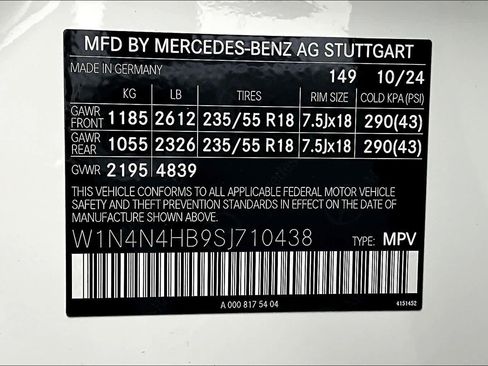 MFD BY MERCEDES-BENZ AG STUTTGART
MADE IN GERMANY 149 10/24
KG LB TIRES RIM SIZE COLD KPA(PSI)
GAWR FRONT 1185 2612 235/55 R18 7.5Jx18 290(43)
GAWR REAR 1055 2326 235/55 R18 7.5Jx18 290(43)
GVWR 2195 4839
THIS VEHICLE CONFORMS TO ALL APPLICABLE FEDERAL MOTOR VEHICLE
SAFETY AND THEFT PREVENTION STANDARDS IN EFFECT ON THE DATE OF
MANUFACTURE SHOWN ABOVE.
W1N4N4HB9SJ710438 TYPE: MPV
A 000 817 54 04 4151452